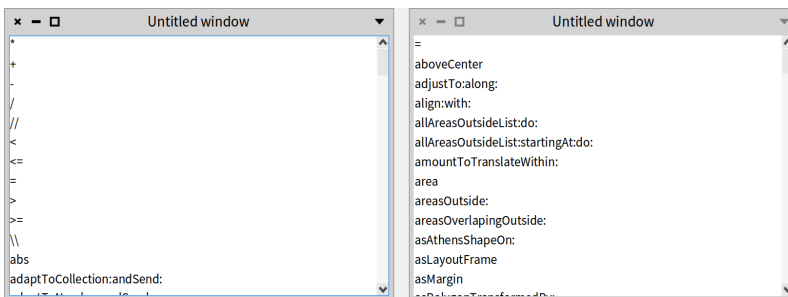 Untitled window
*
+
-
/
//
<
<=
=
>
>=
\\
abs
adaptToCollection:andSend:
Untitled window
=
aboveCenter
adjustTo:along:
align:with:
allAreasOutsideList:do:
allAreasOutsideList:startingAt:do:
amountToTranslateWithin:
area
areasOutside:
areasOverlapingOutside:
asAthensShapeOn:
asLayoutFrame
asMargin